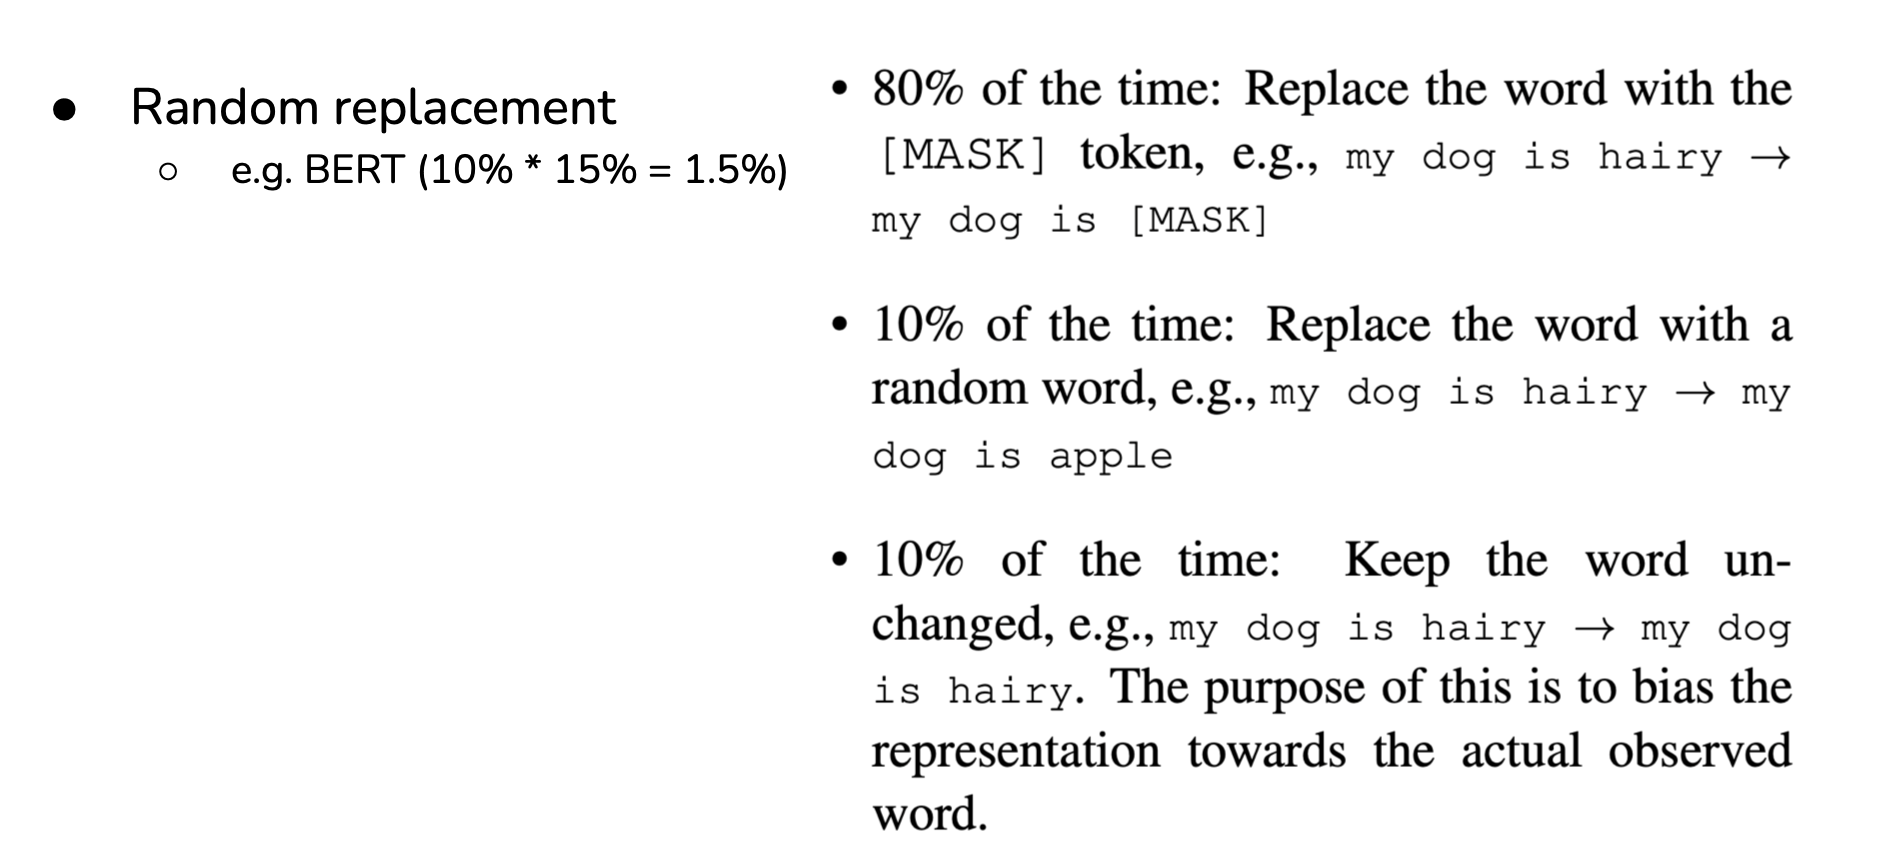 ● Random replacement
○ e.g. BERT (10% * 15% = 1.5%)
• 80% of the time: Replace the word with the
[MASK] token, e.g., my dog is hairy →
my dog is [MASK]
• 10% of the time: Replace the word with a
random word, e.g., my dog is hairy → my
dog is apple
• 10% of the time: Keep the word un-
changed, e.g., my dog is hairy → my dog
is hairy. The purpose of this is to bias the
representation towards the actual observed
word.